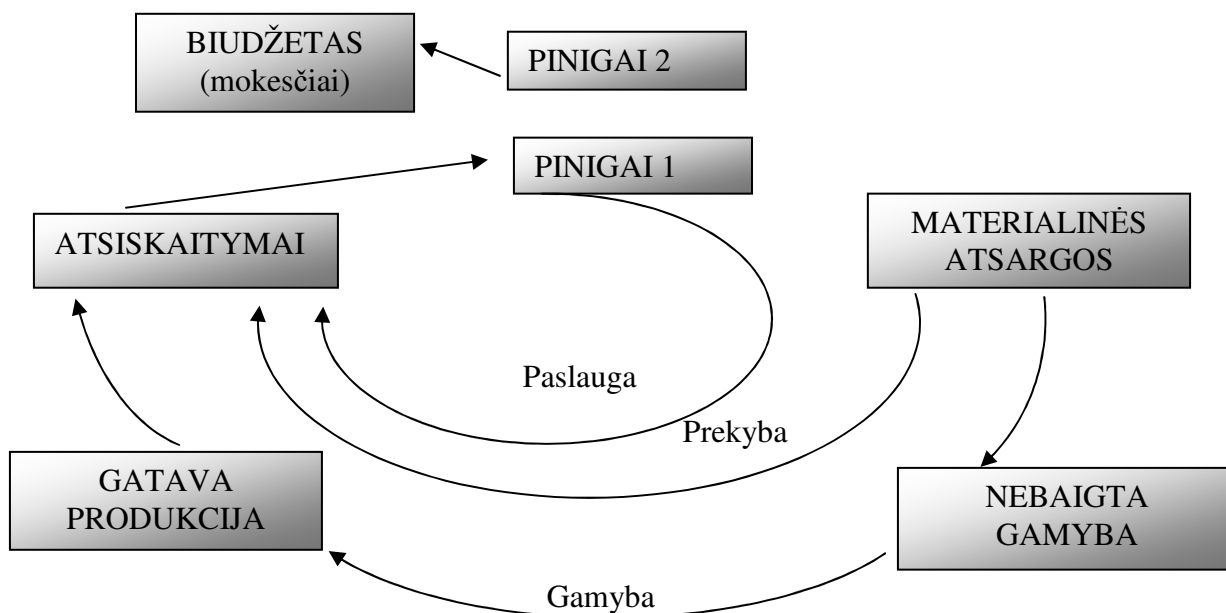 BIUDŽETAS
(mokesčiai)
PINIGAI 2
PINIGAI 1
ATSISKAITYMAI
MATERIALINĖS
ATSARGOS
Paslauga
Prekyba
GATAVA
PRODUKCIJA
NEBAIGTA
GAMYBA
Gamyba